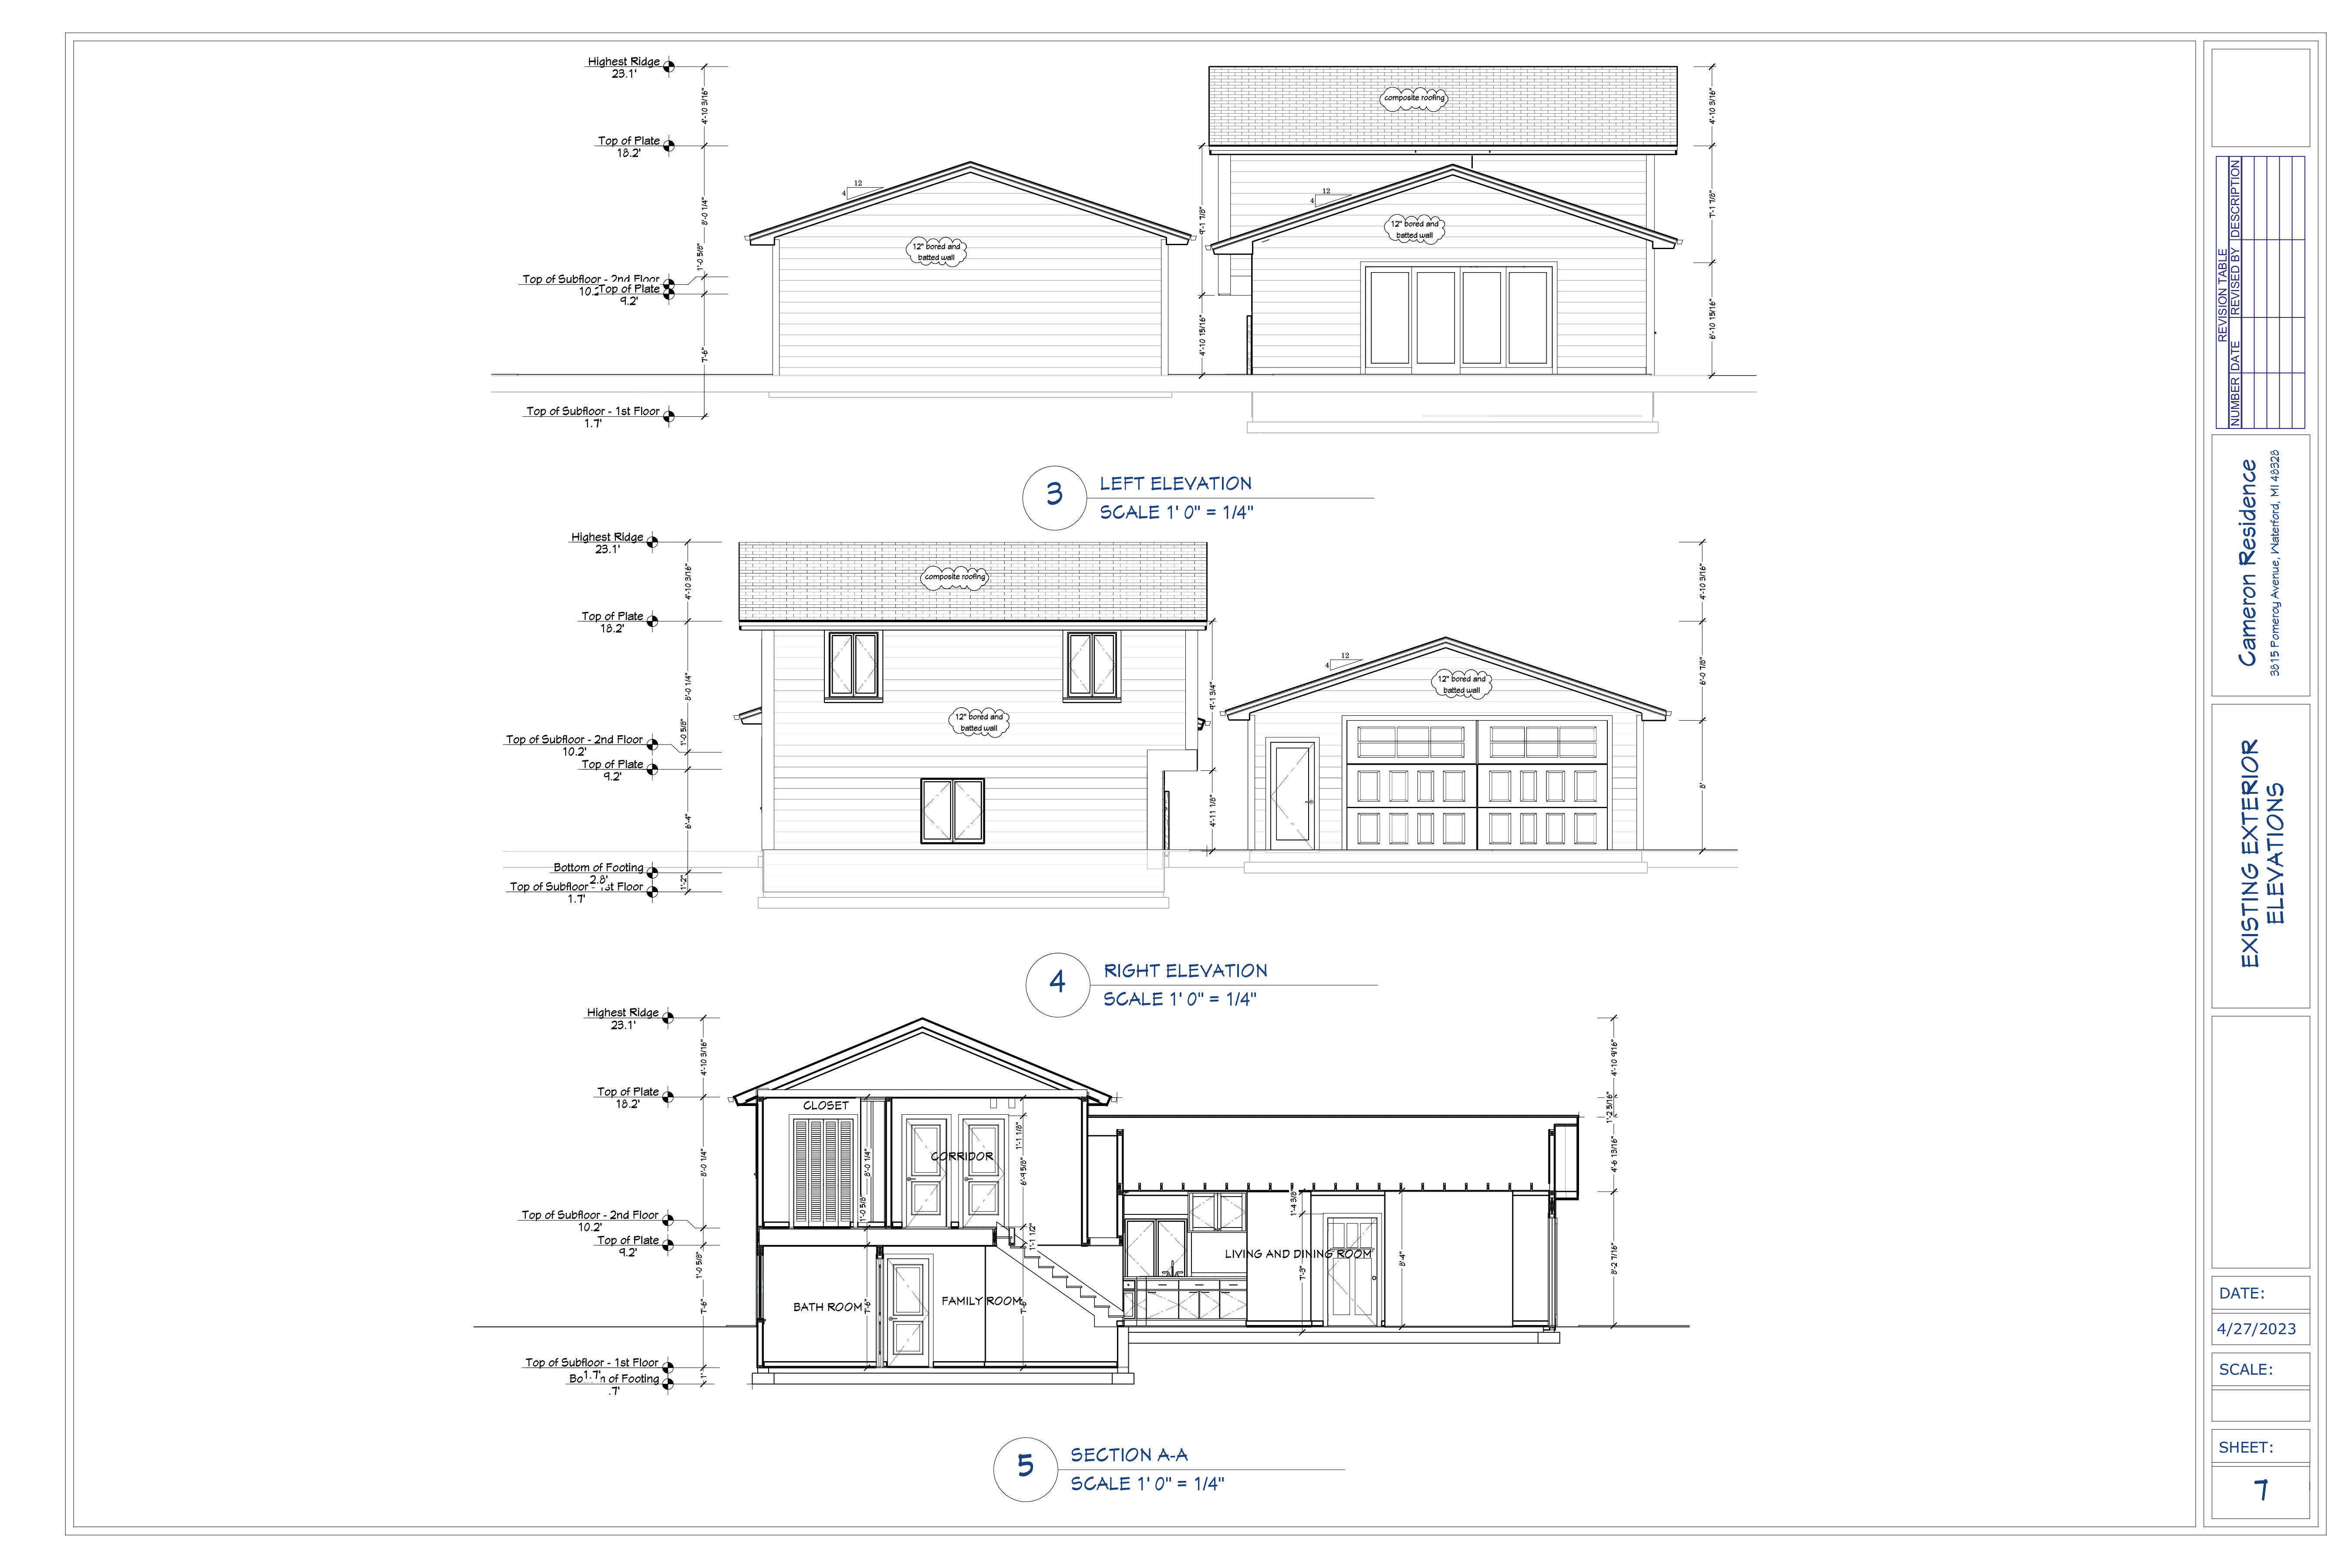 Highest Ridge
23.1'
4'-10 3/16"
Top of Plate
18.2'
8'-0 1/4"
1'-0 5/8"
Top of Subfloor - 2nd Floor
10.2'
Top of Plate
9.2'
7'-6"
Top of Subfloor - 1st Floor
1.7'
12
4
12" bored and
batted wall
composite roofing
12
4
12" bored and
batted wall
9'-1 7/8"
4'-10 15/16"
4'-10 3/16"
7'-1 7/8"
6'-10 15/16"
3
LEFT ELEVATION
SCALE 1' 0" = 1/4"
Highest Ridge
23.1'
4'-10 3/16"
Top of Plate
18.2'
8'-0 1/4"
1'-0 5/8"
Top of Subfloor - 2nd Floor
10.2'
Top of Plate
9.2'
6'-4"
Bottom of Footing
2.8'
Top of Subfloor - 1st Floor
1.7'
1'-2"
composite roofing
12" bored and
batted wall
9'-1 3/4"
4'-11 1/8"
12
4
12" bored and
batted wall
4'-10 3/16"
6'-0 7/8"
8'
4
RIGHT ELEVATION
SCALE 1' 0" = 1/4"
Highest Ridge
23.1'
4'-10 3/16"
Top of Plate
18.2'
8'-0 1/4"
Top of Subfloor - 2nd Floor
10.2'
Top of Plate
9.2'
1'-0 5/8"
7'-6"
Top of Subfloor - 1st Floor
1.7'
of Footing
.7'
1'
CLOSET
CORRIDOR
8'-0 1/4"
1'-0 5/8"
1'-1 1/8"
6'-9 5/8"
1'-1 1/2"
BATH ROOM
7'-6"
FAMILY ROOM
7'-6"
LIVING AND DINING ROOM
1'-4 3/8"
7'-3"
8'-4"
4'-10 9/16"
1'-2 5/16"
4'-6 13/16"
8'-2 7/16"
5
SECTION A-A
SCALE 1' 0" = 1/4"
REVISION TABLE
NUMBER DATE REVISED BY DESCRIPTION
Cameron Residence
3815 Pomeroy Avenue, Waterford, MI 48328
EXISTING EXTERIOR
ELEVATIONS
DATE:
4/27/2023
SCALE:
SHEET:
7